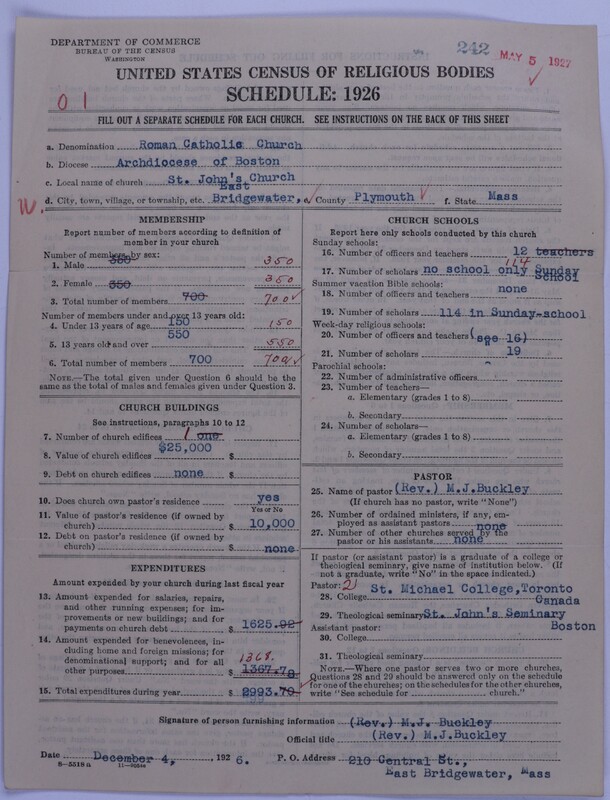 DEPARTMENT OF COMMERCE
BUREAU OF THE CENSUS
WASHINGTON
242
MAY 5 1927
UNITED STATES CENSUS OF RELIGIOUS BODIES
SCHEDULE: 1926
0 1
FILL OUT A SEPARATE SCHEDULE FOR EACH CHURCH. SEE INSTRUCTIONS ON THE BACK OF THIS SHEET
a. Denomination Roman Catholic Church
b. Diocese Archdiocese of Boston
c. Local name of church St. John's Church
East
d. City, town, village, or township, etc. Bridgewater, e. County Plymouth f. State Mass
W.
MEMBERSHIP
Report number of members according to definition of
member in your church
Number of members by sex:
1. Male 350 350
2. Female 350 350
3. Total number of members 700 700
Number of members under and over 13 years old:
4. Under 13 years of age 150 150
5. 13 years old and over 550 550
6. Total number of members 700 700
NOTE.—The total given under Question 6 should be the
same as the total of males and females given under Question 3.
CHURCH BUILDINGS
See instructions, paragraphs 10 to 12
7. Number of church edifices 1 one
8. Value of church edifices $25,000 $
9. Debt on church edifices none $
10. Does church own pastor's residence yes
Yes or No
11. Value of pastor's residence (if owned by
church) $ 10,000
12. Debt on pastor's residence (if owned by
church) $ none
EXPENDITURES
Amount expended by your church during last fiscal year
13. Amount expended for salaries, repairs,
and other running expenses; for im-
provements or new buildings; and for
payments on church debt $ 1625.92
14. Amount expended for benevolences, in-
cluding home and foreign missions; for
denominational support; and for all
other purposes $ 1368. 1367.78
15. Total expenditures during year $ 2993.70
CHURCH SCHOOLS
Report here only schools conducted by this church
Sunday schools:
16. Number of officers and teachers 12 teachers
114
17. Number of scholars no school only Sunday
School
Summer vacation Bible schools:
18. Number of officers and teachers none
19. Number of scholars 114 in Sunday-school
Week-day religious schools:
20. Number of officers and teachers (age 16)
21. Number of scholars 19
Parochial schools:
22. Number of administrative officers
23. Number of teachers—
a. Elementary (grades 1 to 8)
b. Secondary
24. Number of scholars—
a. Elementary (grades 1 to 8)
b. Secondary
PASTOR
25. Name of pastor (Rev.) M.J.Buckley
(If church has no pastor, write "None")
26. Number of ordained ministers, if any, em-
ployed as assistant pastors none
27. Number of other churches served by the
pastor or his assistants none
If pastor (or assistant pastor) is a graduate of a college or
theological seminary, give name of institution below. (If
not a graduate, write "No" in the space indicated.)
Pastor: 2
28. College St. Michael College,Toronto
Canada
29. Theological seminary St. John's Seminary
Assistant pastor: Boston
30. College
31. Theological seminary
NOTE.—Where one pastor serves two or more churches,
Questions 28 and 29 should be answered only on the schedule
for one of the churches; on the schedules for the other churches,
write "See schedule for church."
Signature of person furnishing information (Rev.) M.J. Buckley
Official title (Rev.) M.J.Buckley
Date December 4, 192 6. P. O. Address 210 Central St.,
East Bridgewater, Mass
8-5518a